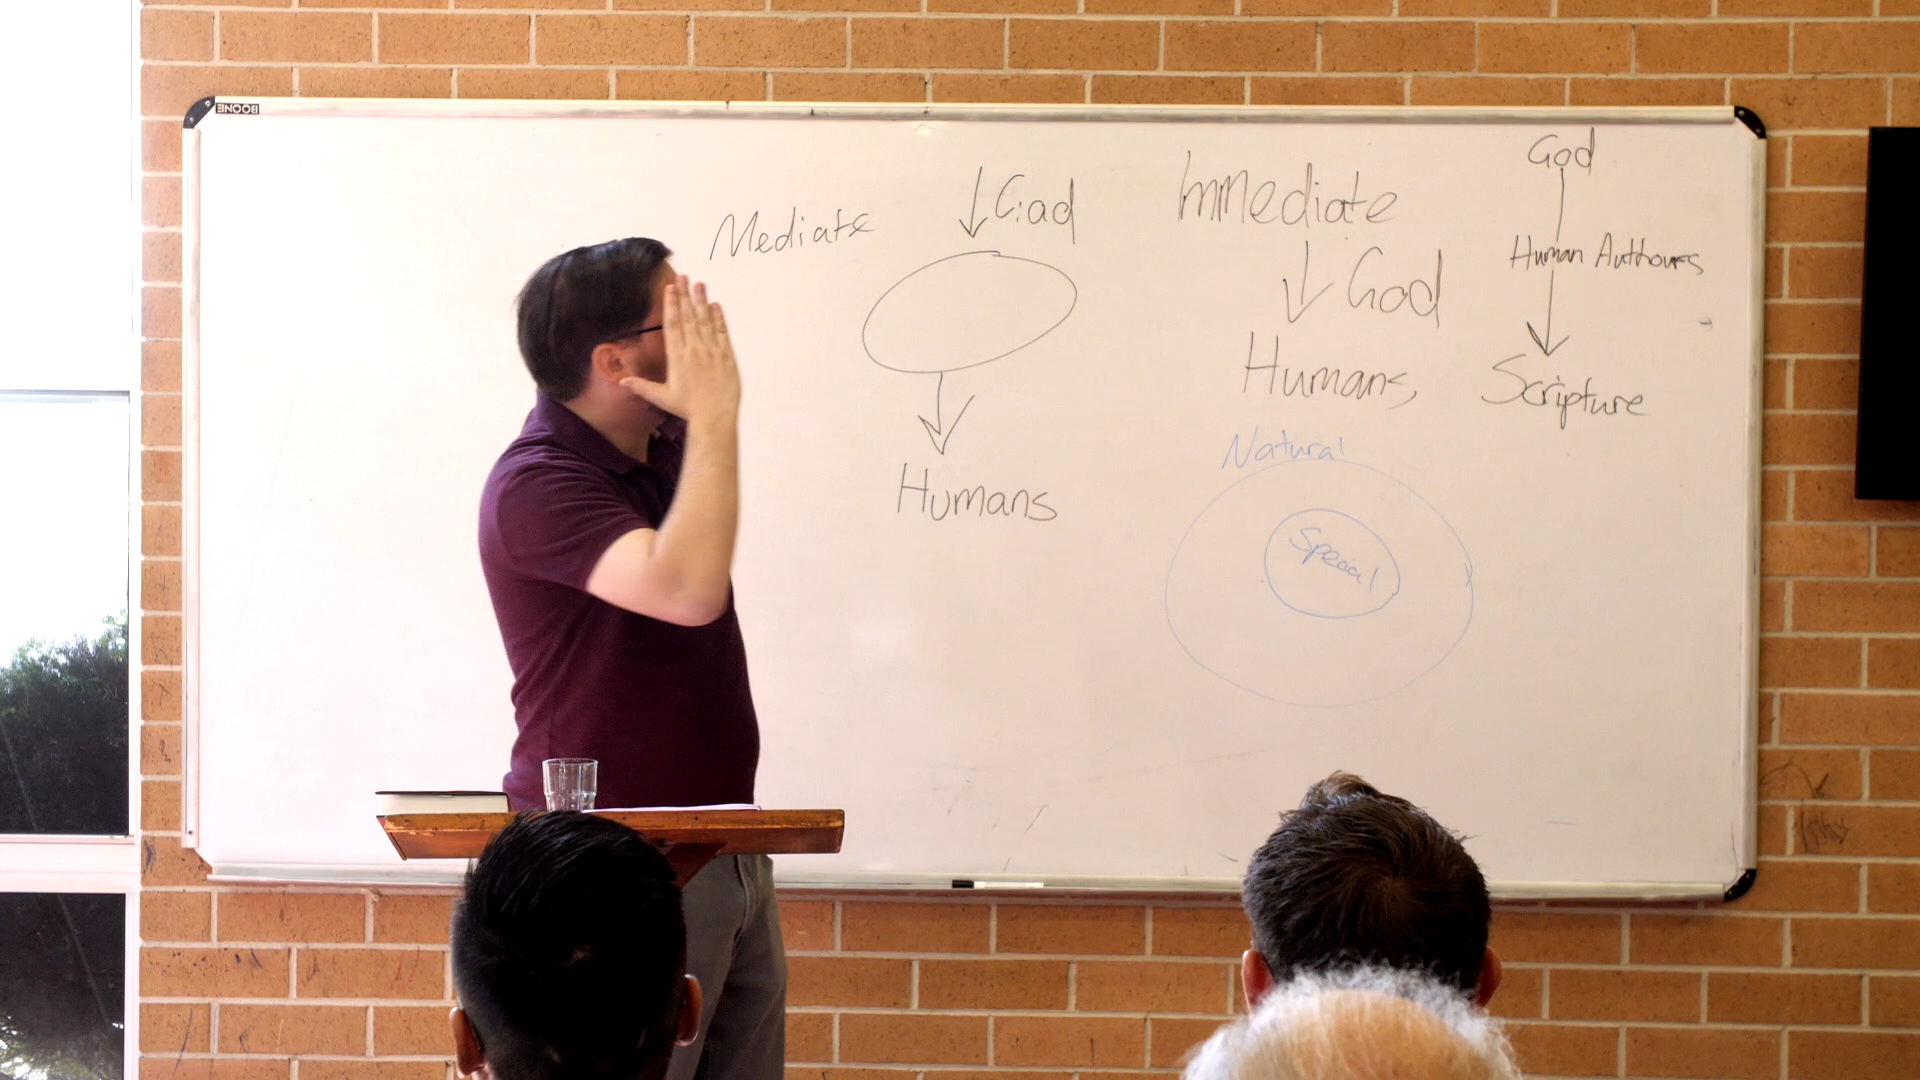 BOONE
Mediate
God
Humans
Immediate
God
Humans
God
Human Authours
Scripture
Natural
Special